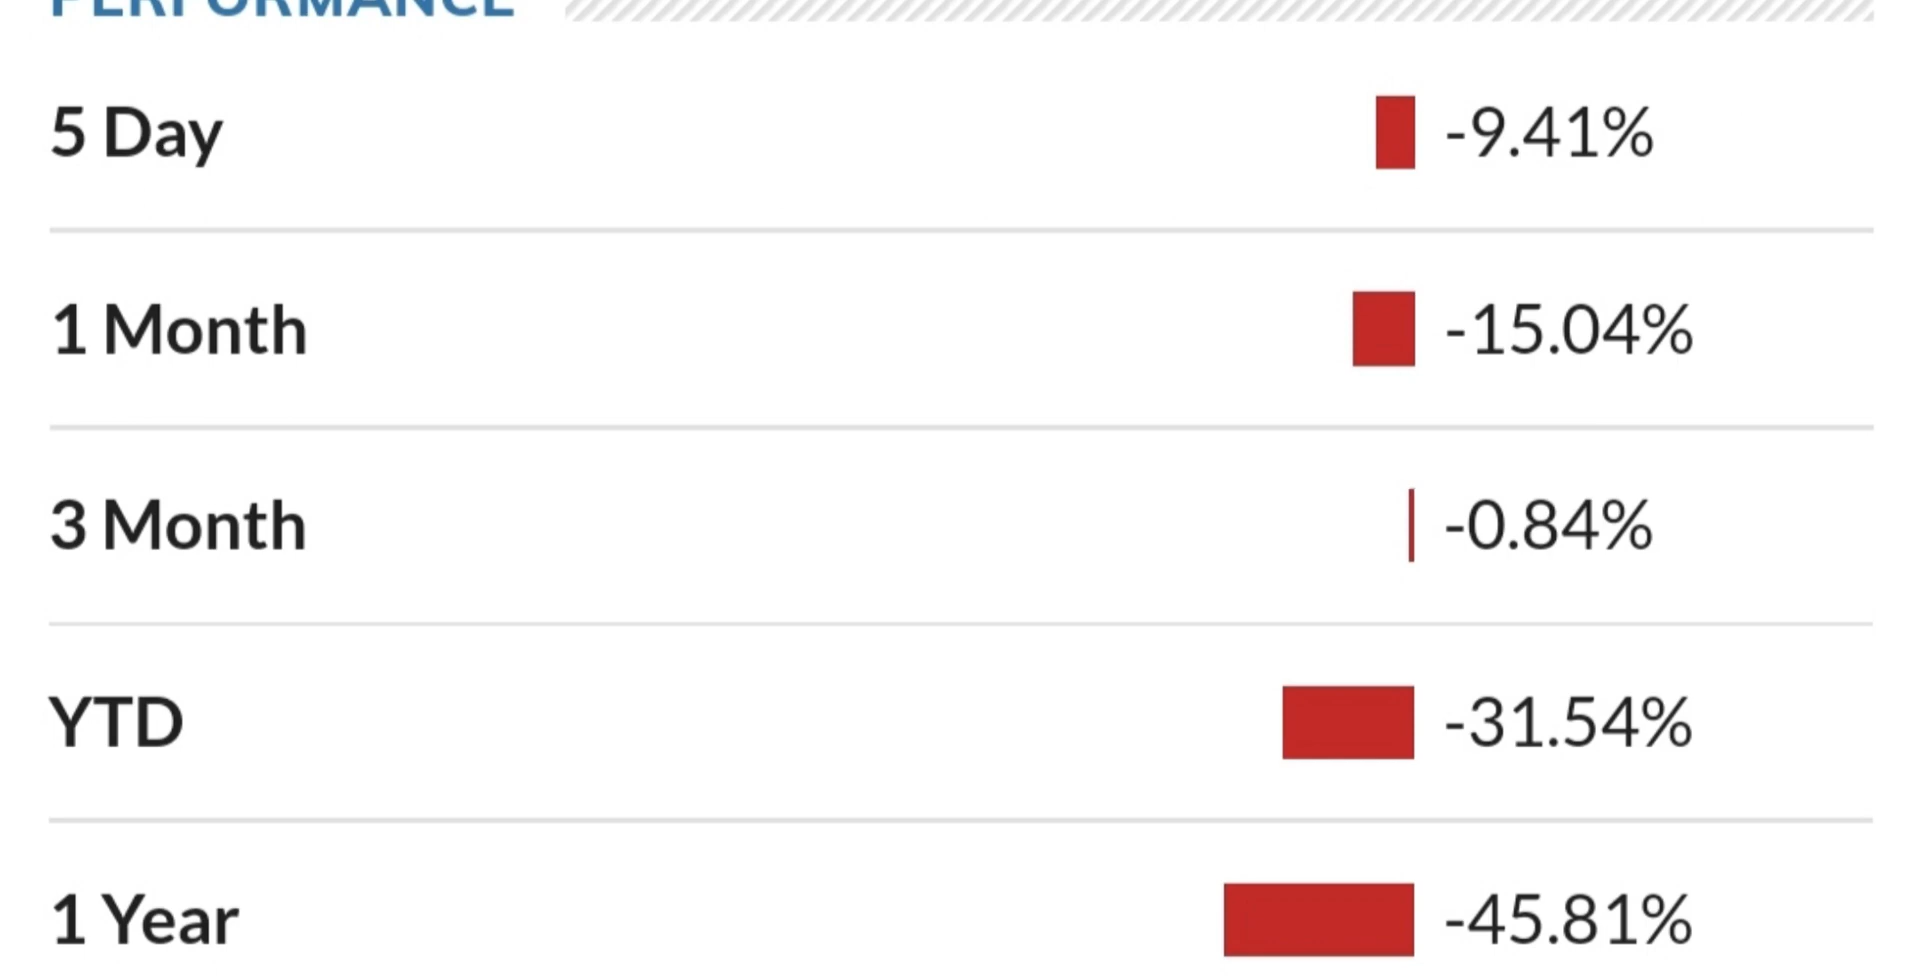 PERFORMANCE
5 Day -9.41%
1 Month -15.04%
3 Month -0.84%
YTD -31.54%
1 Year -45.81%